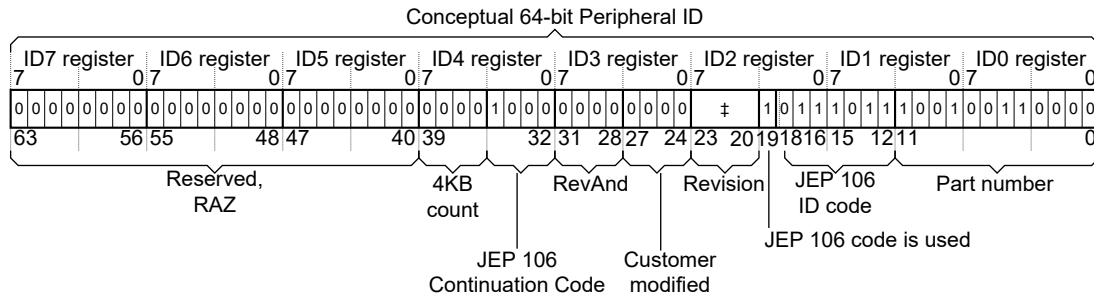 Conceptual 64-bit Peripheral ID
ID7 register ID6 register ID5 register ID4 register ID3 register ID2 register ID1 register ID0 register
7 0 7 0 7 0 7 0 7 0 7 0 7 0 7 0
0 0 0 0 0 0 0 0 0 0 0 0 0 0 0 0 0 0 0 0 0 0 0 0 0 0 0 0 1 0 0 0 0 0 0 0 0 0 0 0 ‡ 1 0 1 1 1 0 1 1 1 0 0 1 0 0 1 1 0 0 0 0
63 56 55 48 47 40 39 32 31 28 27 24 23 20 19 18 16 15 12 11 0
Reserved,
RAZ
4KB
count
RevAnd
Revision
JEP 106
ID code
Part number
JEP 106
Continuation Code
Customer
modified
JEP 106 code is used